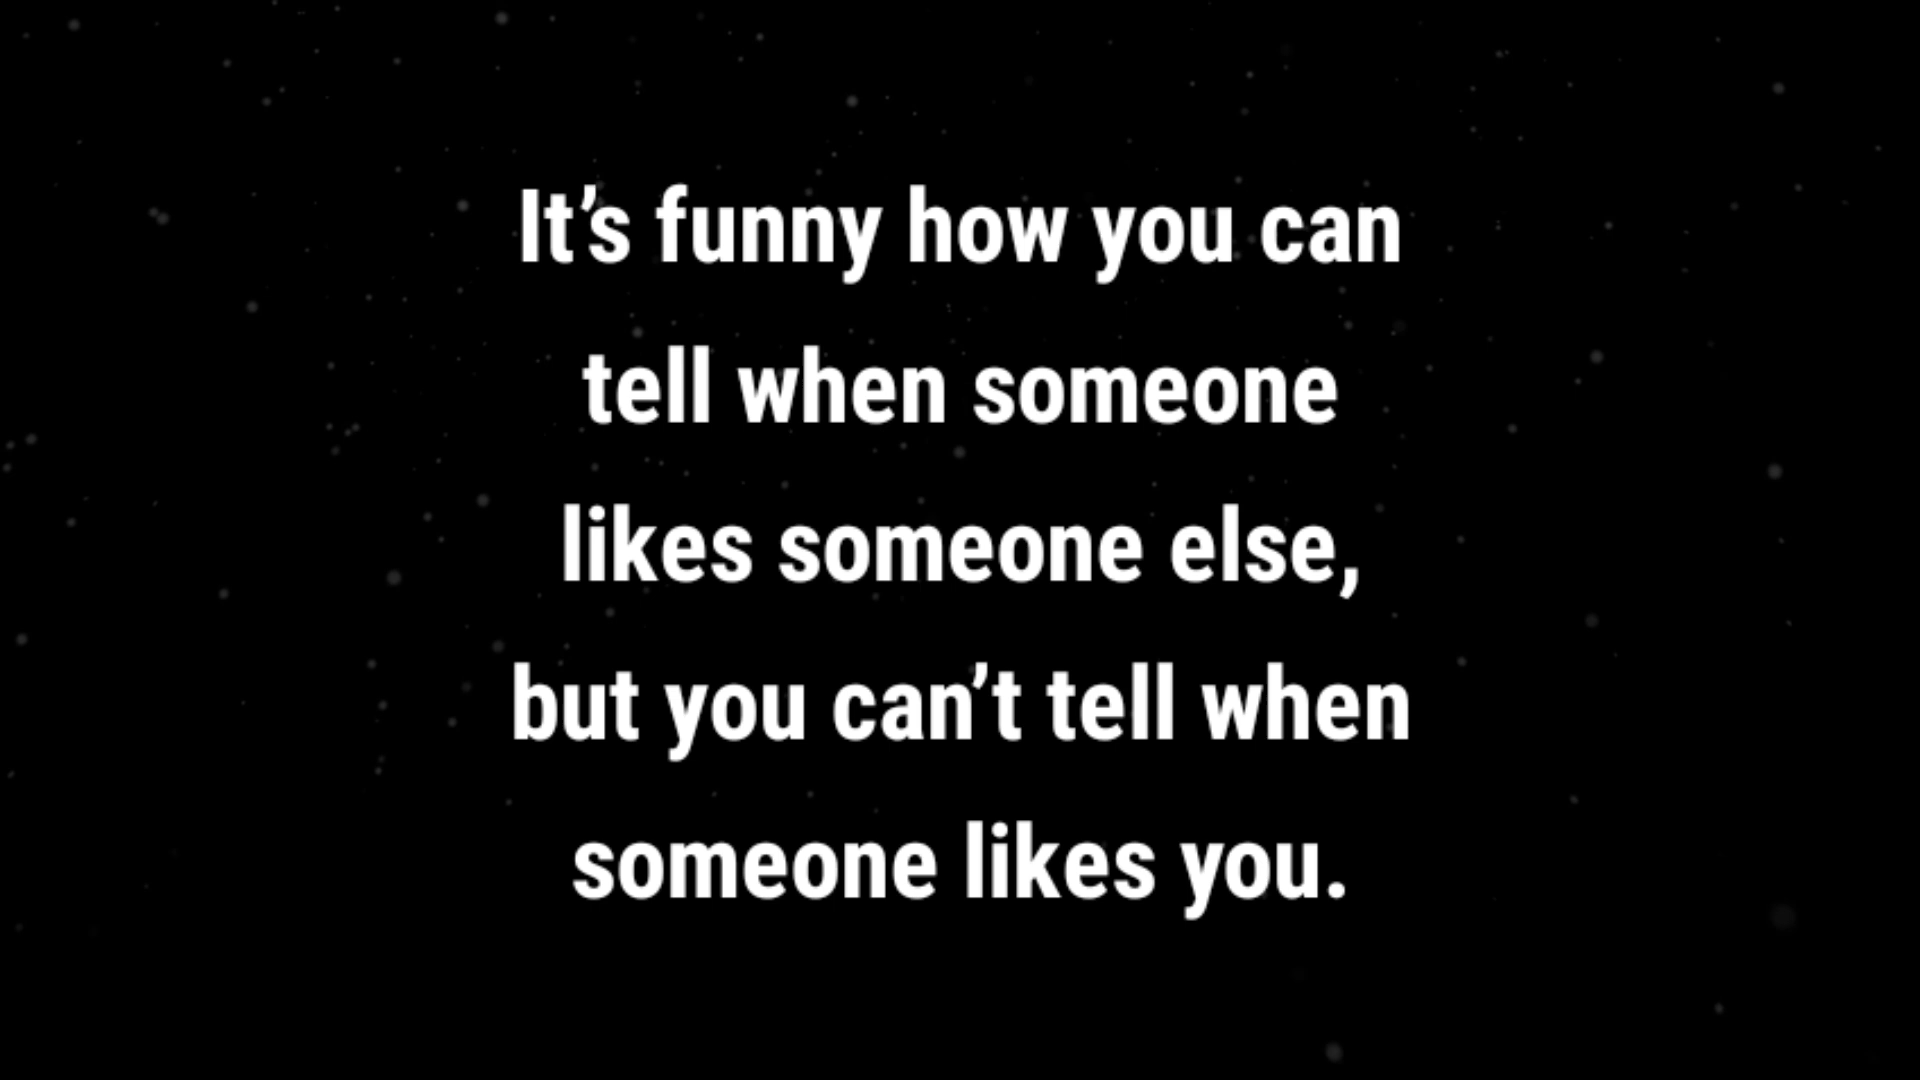 It’s funny how you can
tell when someone
likes someone else,
but you can’t tell when
someone likes you.